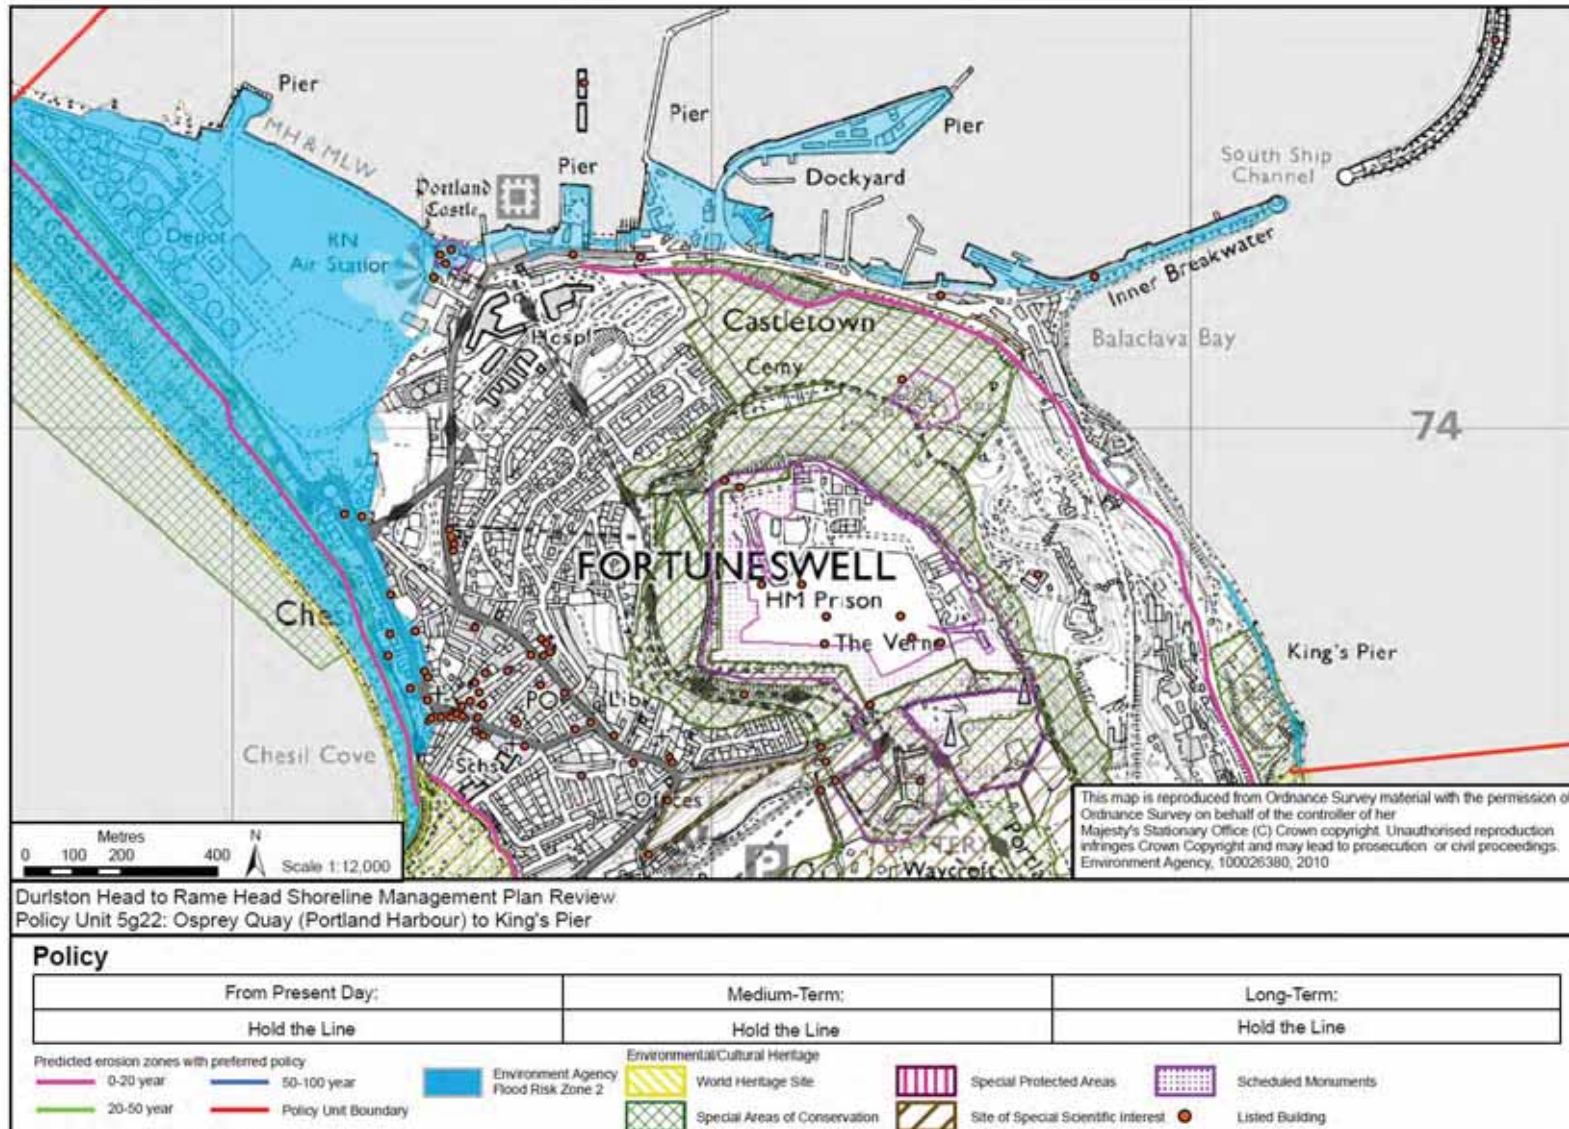 Pier
MH & MLW
Pier
Pier
Pier
Portland
Castle
Dockyard
South Ship
Channel
Depot
RN
Air Station
Inner Breakwater
Hospl
Castletown
Balaclava Bay
Cemy
74
FORTUNESWELL
HM Prison
The Verne
King's Pier
PO
Liby
Chesil Cove
Schs
Offices
Waycroft
Metres
0 100 200 400
N
Scale 1:12,000
This map is reproduced from Ordnance Survey material with the permission of
Ordnance Survey on behalf of the controller of her
Majesty's Stationary Office (C) Crown copyright. Unauthorised reproduction
infringes Crown Copyright and may lead to prosecution or civil proceedings.
Environment Agency, 100026380, 2010
Durlston Head to Rame Head Shoreline Management Plan Review
Policy Unit 5g22: Osprey Quay (Portland Harbour) to King's Pier
Policy
From Present Day: Medium-Term: Long-Term:
Hold the Line Hold the Line Hold the Line
Predicted erosion zones with preferred policy
0-20 year
50-100 year
20-50 year
Policy Unit Boundary
Environment Agency
Flood Risk Zone 2
Environmental/Cultural Heritage
World Heritage Site
Special Protected Areas
Scheduled Monuments
Special Areas of Conservation
Site of Special Scientific Interest
Listed Building